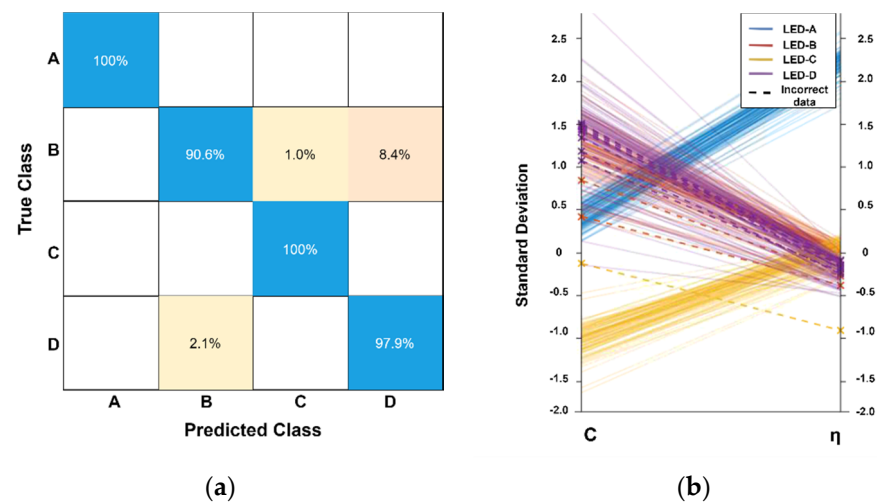 A
100%
B
90.6%
1.0%
8.4%
C
100%
D
2.1%
97.9%
A
B
C
D
True Class
Predicted Class
(a)
2.5
2.0
1.5
1.0
0.5
0
-0.5
-1.0
-1.5
-2.0
Standard Deviation
LED-A
LED-B
LED-C
LED-D
Incorrect
data
2.5
2.0
1.5
1.0
0.5
0
-0.5
-1.0
-1.5
-2.0
C
η
(b)